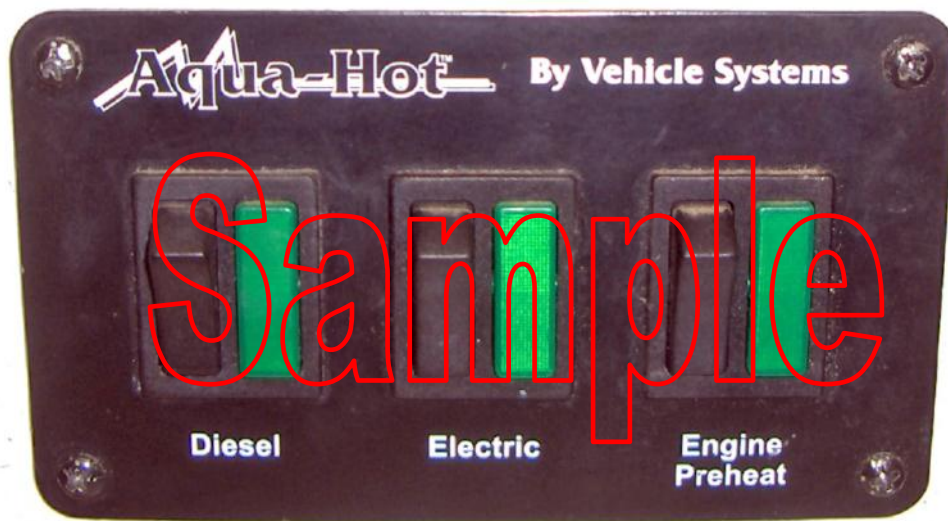 Aqua-Hot™ By Vehicle Systems
Sample
Diesel Electric Engine
Preheat